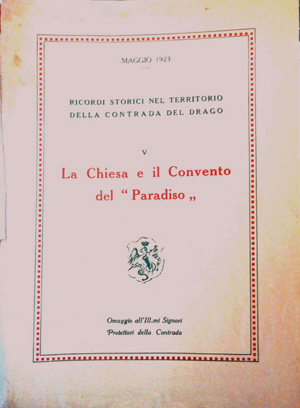 MAGGIO 1923
RICORDI STORICI NEL TERRITORIO
DELLA CONTRADA DEL DRAGO
V
La Chiesa e il Convento
del “ Paradiso „
Omaggio all'Ill.mi Signori
Protettori della Contrada